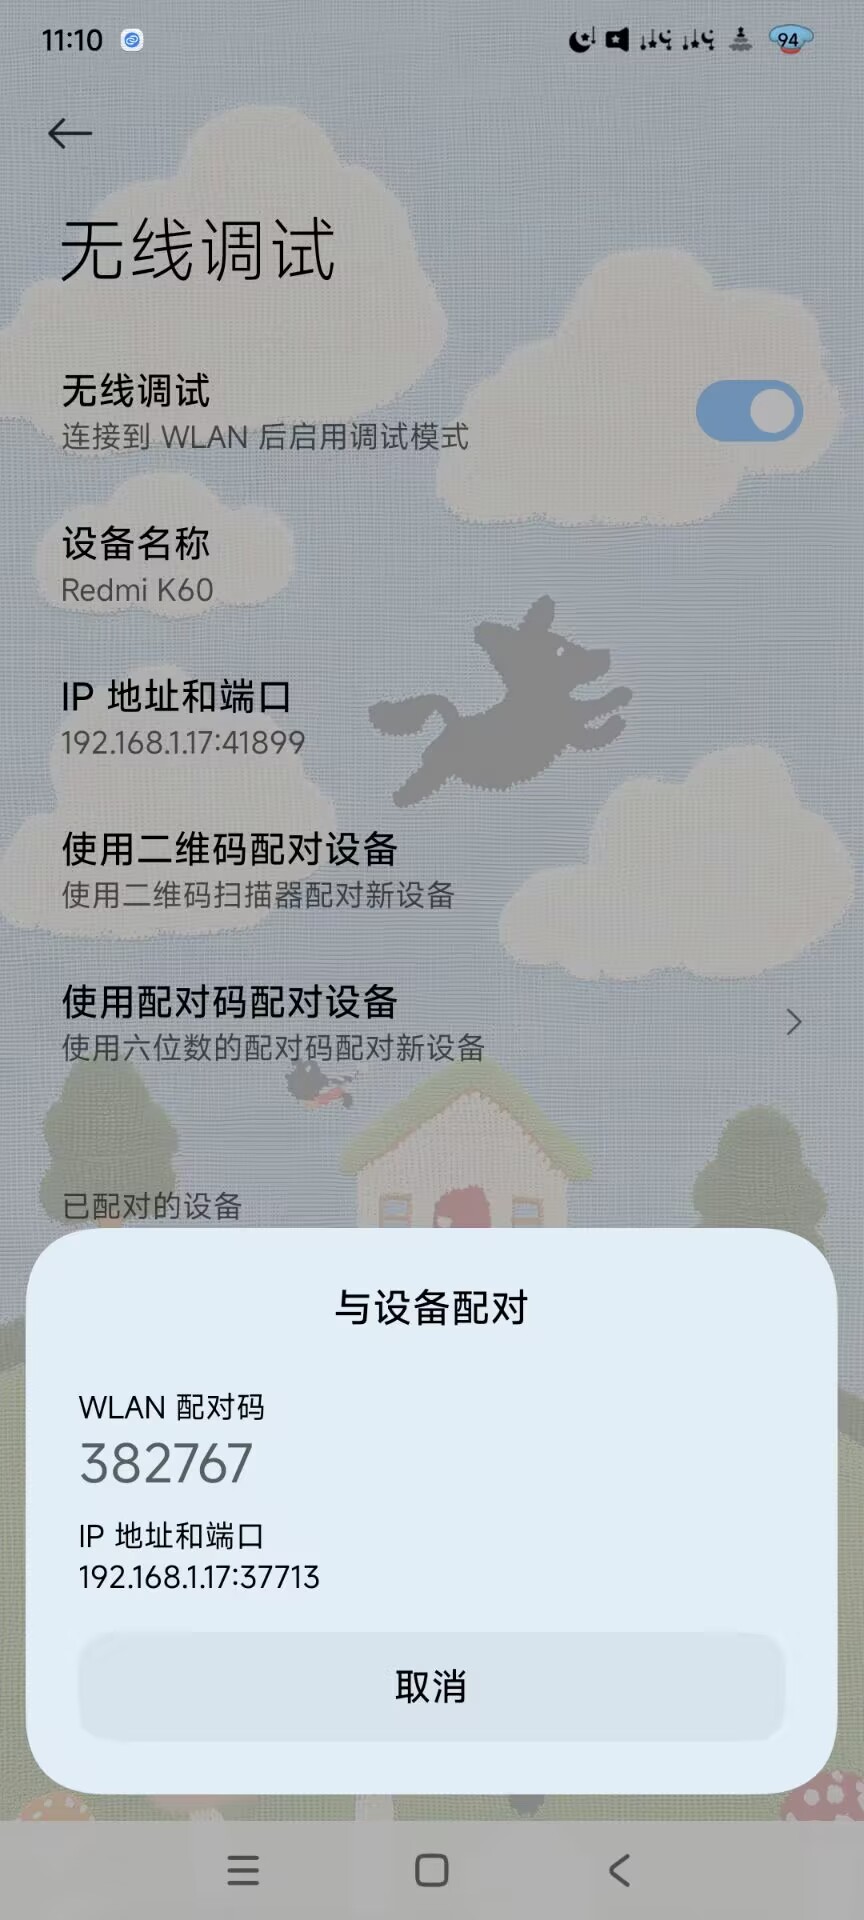 11:10
94
无线调试
无线调试
连接到 WLAN 后启用调试模式
设备名称
Redmi K60
IP 地址和端口
192.168.1.17:41899
使用二维码配对设备
使用二维码扫描器配对新设备
使用配对码配对设备
使用六位数的配对码配对新设备
已配对的设备
与设备配对
WLAN 配对码
382767
IP 地址和端口
192.168.1.17:37713
取消